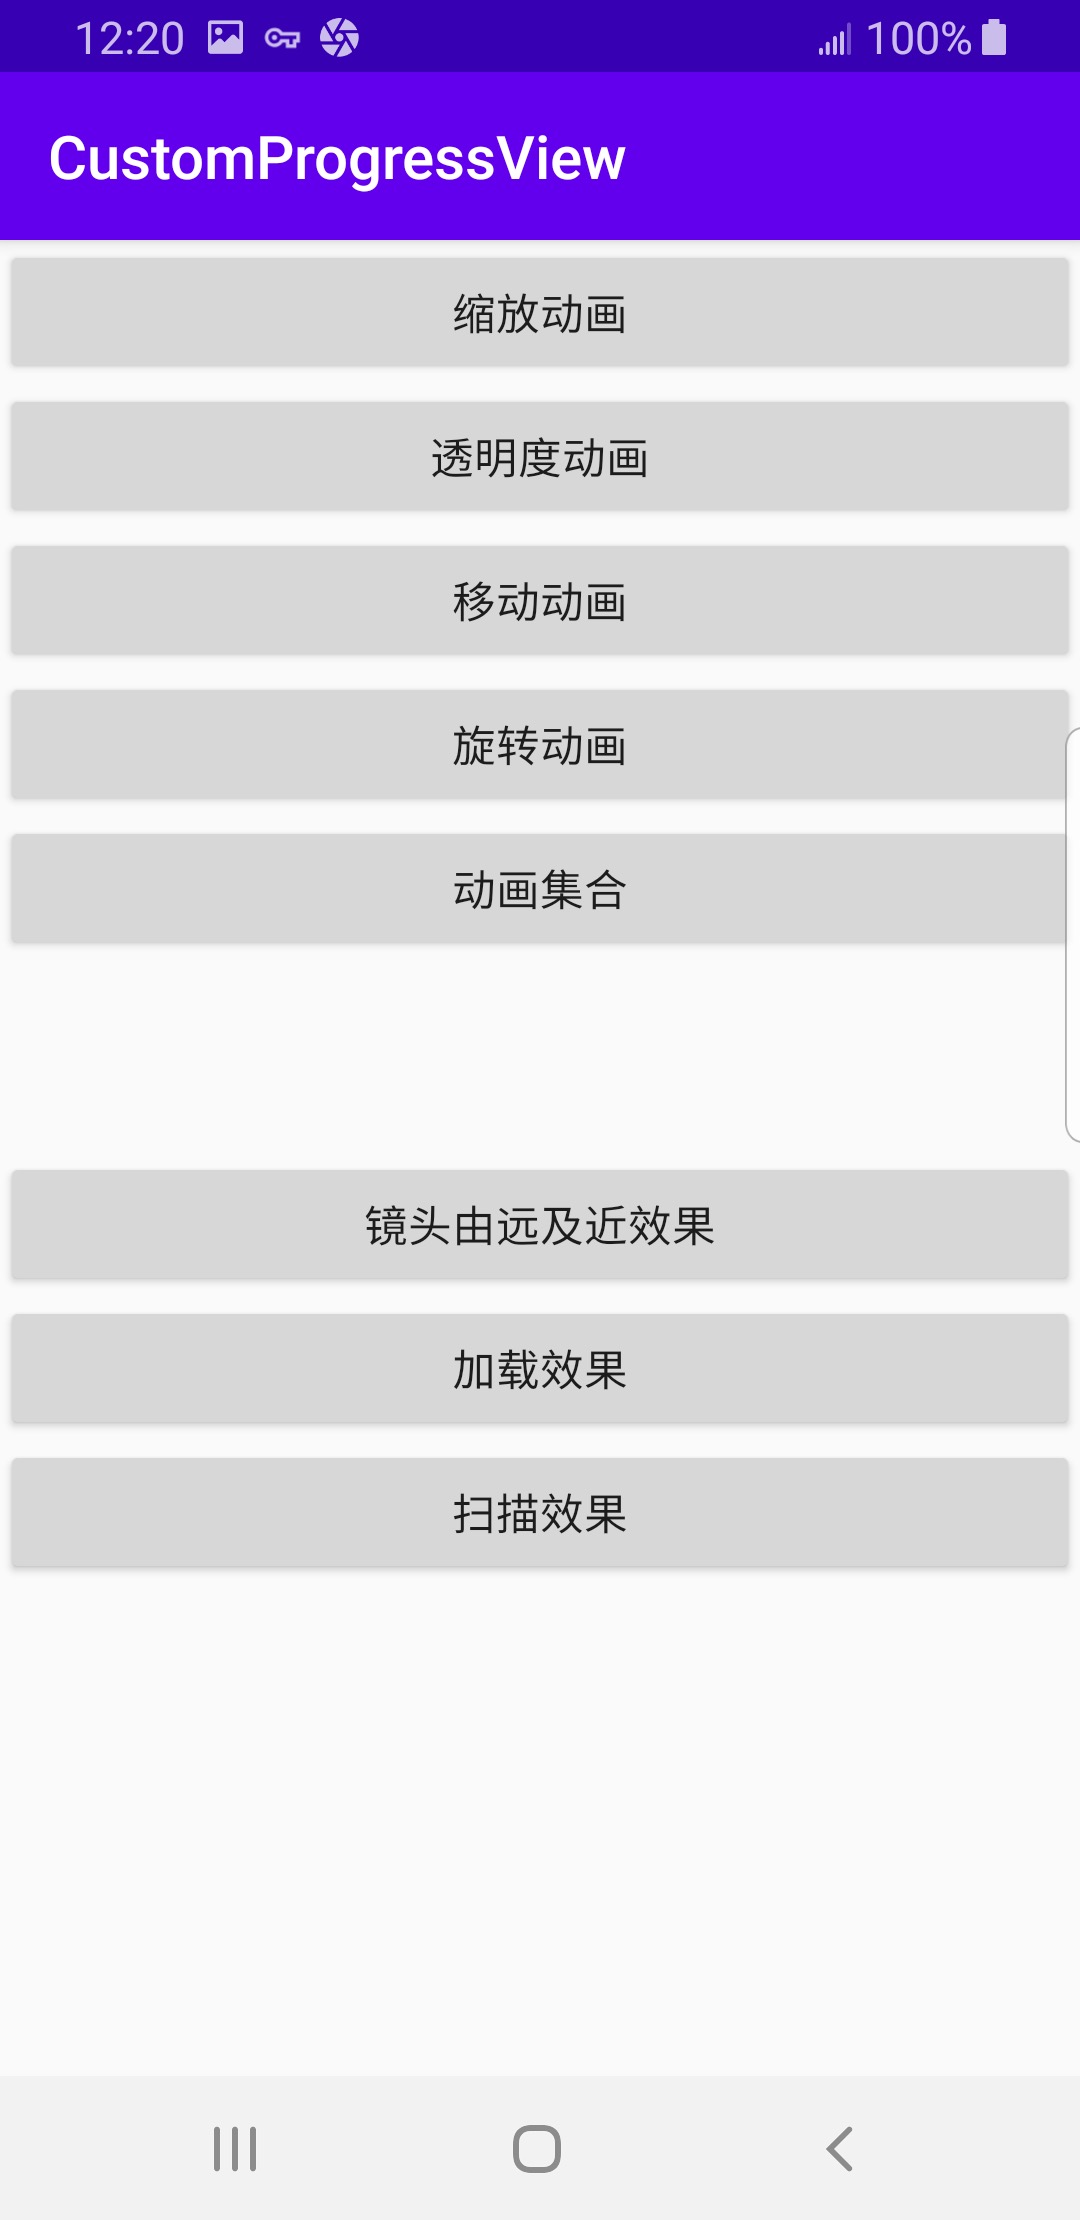 12:20 100%
CustomProgressView
缩放动画
透明度动画
移动动画
旋转动画
动画集合
镜头由远及近效果
加载效果
扫描效果